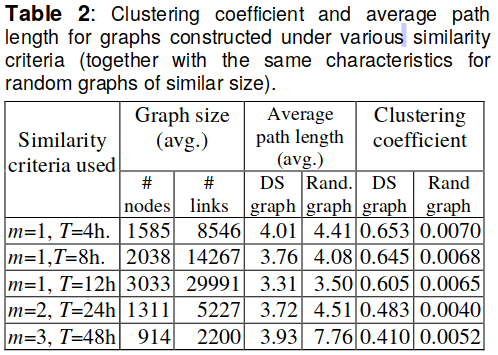 Table 2: Clustering coefficient and average path
length for graphs constructed under various similarity
criteria (together with the same characteristics for
random graphs of similar size).
Similarity criteria used | Graph size (avg.) | Average path length (avg.) | Clustering coefficient
# nodes | # links | DS graph | Rand. graph | DS graph | Rand graph
m=1, T=4h. 1585 8546 4.01 4.41 0.653 0.0070
m=1,T=8h. 2038 14267 3.76 4.08 0.645 0.0068
m=1, T=12h 3033 29991 3.31 3.50 0.605 0.0065
m=2, T=24h 1311 5227 3.72 4.51 0.483 0.0040
m=3, T=48h 914 2200 3.93 7.76 0.410 0.0052